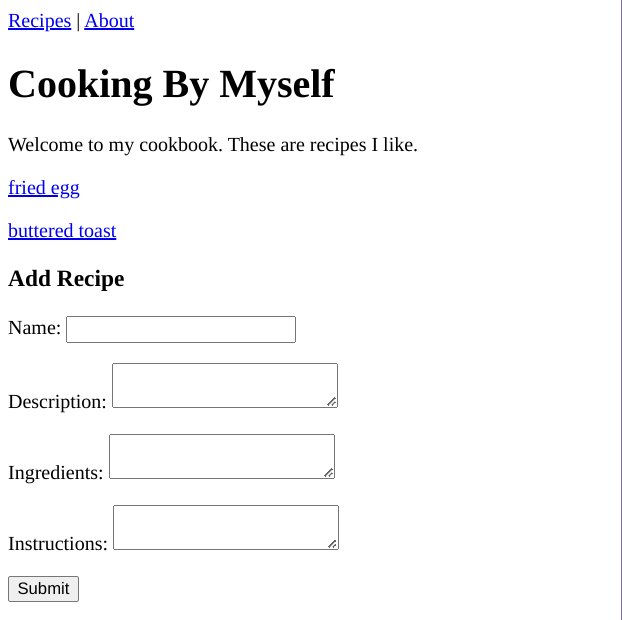 Recipes | About
Cooking By Myself
Welcome to my cookbook. These are recipes I like.
fried egg
buttered toast
Add Recipe
Name:
Description:
Ingredients:
Instructions:
Submit